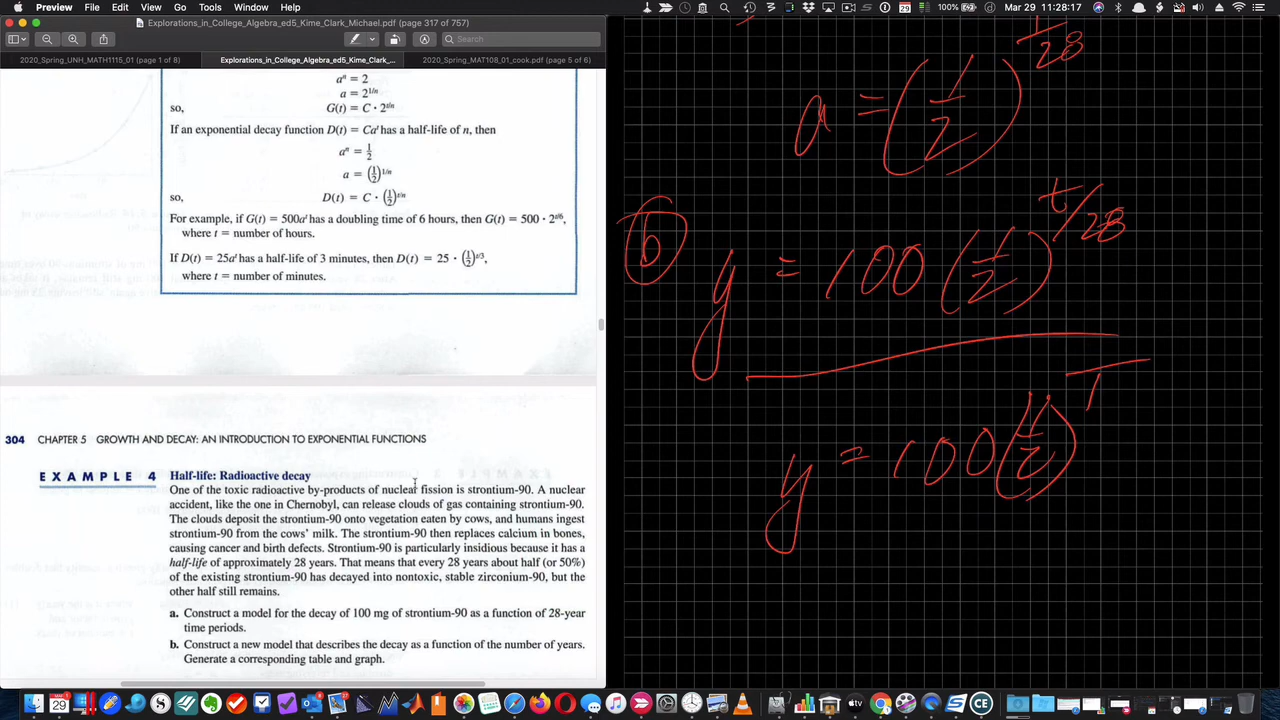 Preview File Edit View Go Tools Window Help
100% Mar 29 11:28:17
Explorations_in_College_Algebra_ed5_Kime_Clark_Michael.pdf (page 317 of 757)
Search
2020_Spring_UNH_MATH1115_01 (page 1 of 8)
Explorations_in_College_Algebra_ed5_Kime_Clark_...
2020_Spring_MAT108_01_cook.pdf (page 5 of 6)
aⁿ = 2
a = 2^{1/n}
so, G(t) = C · 2^{t/n}
If an exponential decay function D(t) = Ca^t has a half-life of n, then
aⁿ = 1/2
a = (1/2)^{1/n}
so, D(t) = C · (1/2)^{t/n}
For example, if G(t) = 500a^t has a doubling time of 6 hours, then G(t) = 500 · 2^{t/6},
where t = number of hours.
If D(t) = 25a^t has a half-life of 3 minutes, then D(t) = 25 · (1/2)^{t/3},
where t = number of minutes.
304 CHAPTER 5 GROWTH AND DECAY: AN INTRODUCTION TO EXPONENTIAL FUNCTIONS
EXAMPLE 4 Half-life: Radioactive decay
One of the toxic radioactive by-products of nuclear fission is strontium-90. A nuclear
accident, like the one in Chernobyl, can release clouds of gas containing strontium-90.
The clouds deposit the strontium-90 onto vegetation eaten by cows, and humans ingest
strontium-90 from the cows' milk. The strontium-90 then replaces calcium in bones,
causing cancer and birth defects. Strontium-90 is particularly insidious because it has a
half-life of approximately 28 years. That means that every 28 years about half (or 50%)
of the existing strontium-90 has decayed into nontoxic, stable zirconium-90, but the
other half still remains.
a. Construct a model for the decay of 100 mg of strontium-90 as a function of 28-year
time periods.
b. Construct a new model that describes the decay as a function of the number of years.
Generate a corresponding table and graph.
a = (1/2)^{1/28}
b y = 100 (1/2)^{t/28}
y = 100 (1/2)^T